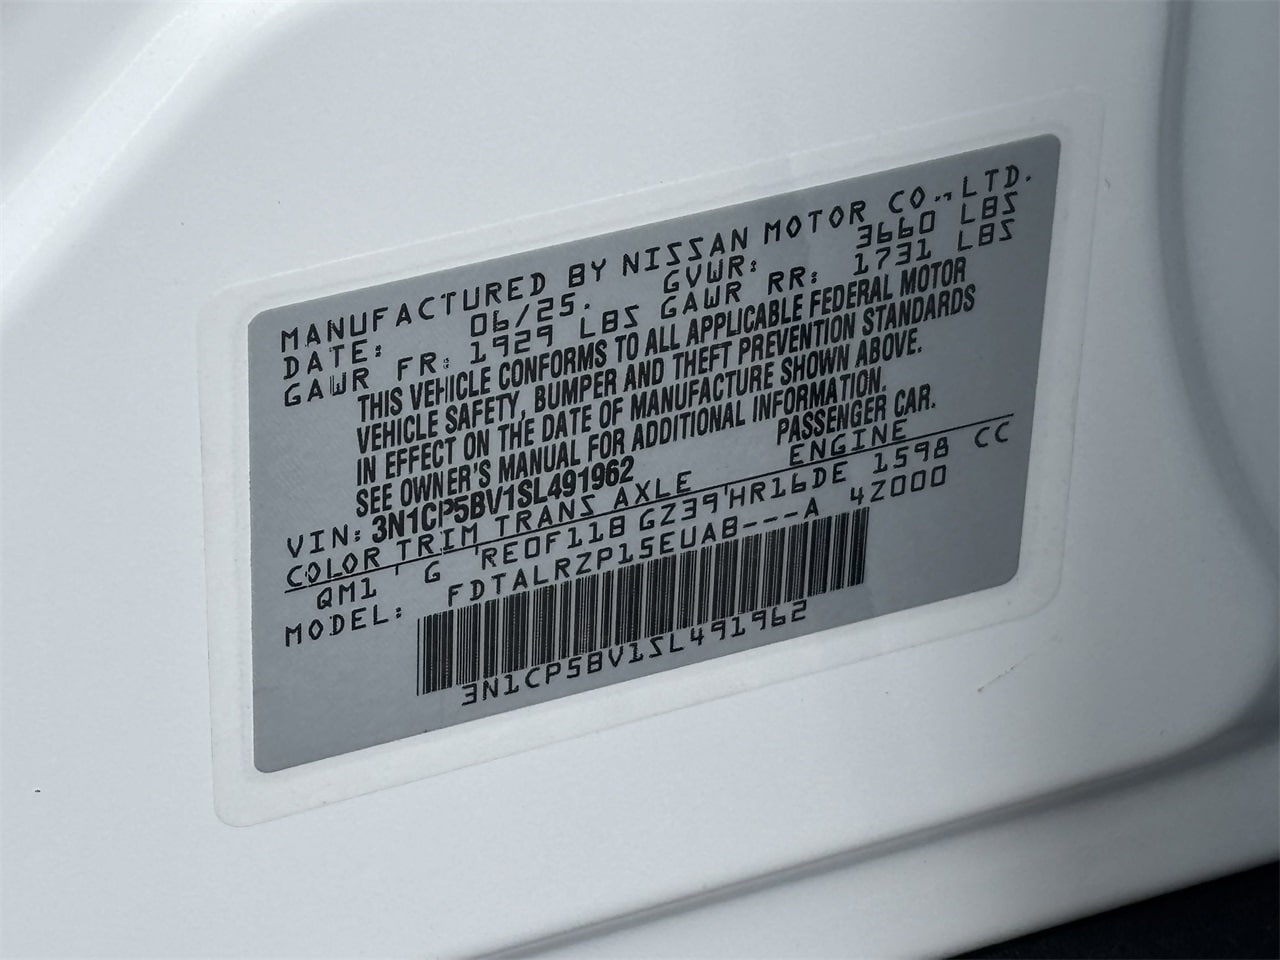 MANUFACTURED BY NISSAN MOTOR CO.,LTD.
DATE: 06/25. GVWR: 3660 LBS
GAWR FR: 1929 LBS GAWR RR: 1731 LBS
THIS VEHICLE CONFORMS TO ALL APPLICABLE FEDERAL MOTOR
VEHICLE SAFETY, BUMPER AND THEFT PREVENTION STANDARDS
IN EFFECT ON THE DATE OF MANUFACTURE SHOWN ABOVE.
SEE OWNER'S MANUAL FOR ADDITIONAL INFORMATION.
VIN: 3N1CP5BV1SL491962 PASSENGER CAR.
COLOR TRIM TRANS AXLE ENGINE
QM1 ' G 'RE0F11B GZ39'HR16DE 1598 CC
MODEL: FDTALRZP15EUAB---A 4Z000
3N1CP5BV1SL491962